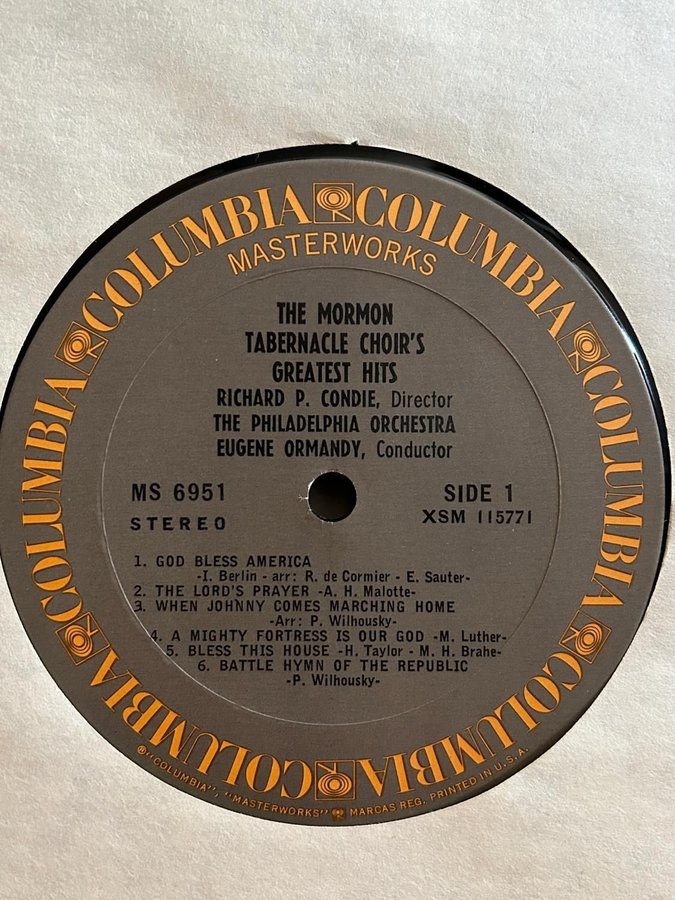 COLUMBIA COLUMBIA COLUMBIA COLUMBIA COLUMBIA COLUMBIA
MASTERWORKS
THE MORMON
TABERNACLE CHOIR'S
GREATEST HITS
RICHARD P. CONDIE, Director
THE PHILADELPHIA ORCHESTRA
EUGENE ORMANDY, Conductor
MS 6951
SIDE 1
STEREO
XSM 115771
1. GOD BLESS AMERICA
-I. Berlin - arr: R. de Cormier - E. Sauter-
2. THE LORD'S PRAYER -A. H. Malotte-
3. WHEN JOHNNY COMES MARCHING HOME
-Arr: P. Wilhousky-
4. A MIGHTY FORTRESS IS OUR GOD -M. Luther-
5. BLESS THIS HOUSE -H. Taylor - M. H. Brahe-
6. BATTLE HYMN OF THE REPUBLIC
-P. Wilhousky-
®"COLUMBIA", "MASTERWORKS" MARCAS REG. PRINTED IN U.S.A.